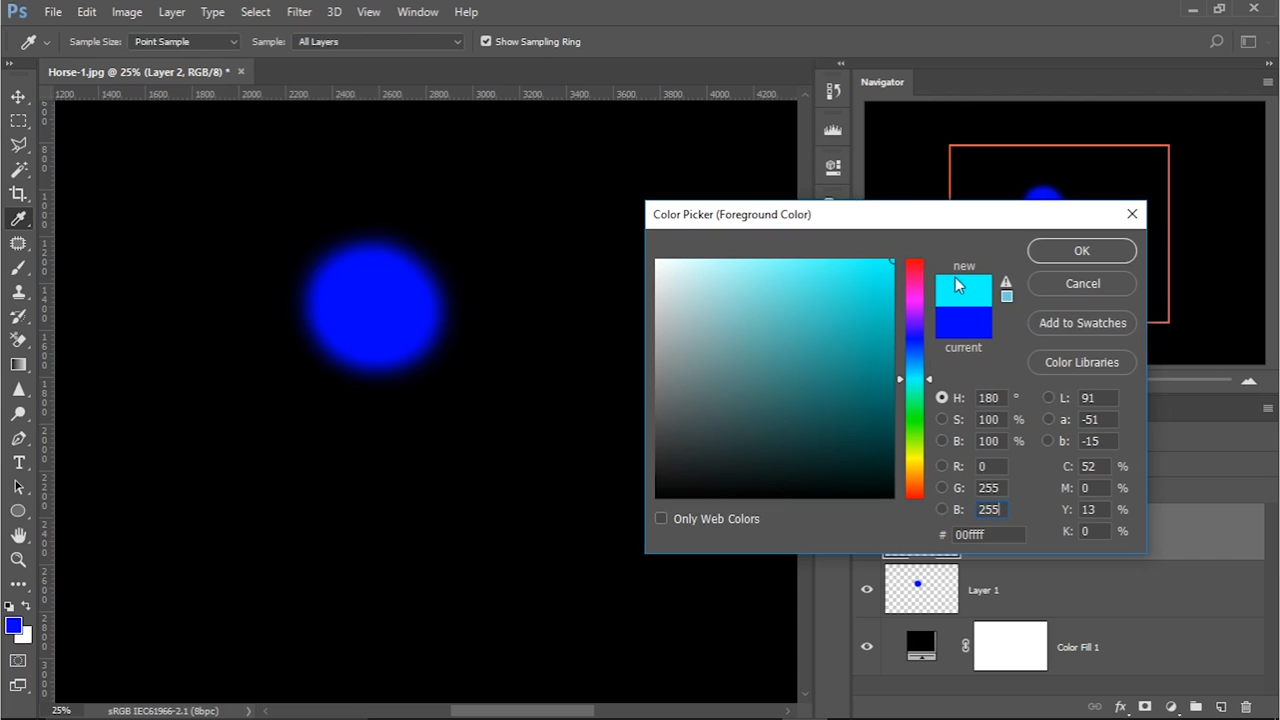 Ps File Edit Image Layer Type Select Filter 3D View Window Help
Sample Size: Point Sample Sample: All Layers Show Sampling Ring
Horse-1.jpg @ 25% (Layer 2, RGB/8) * ×
Navigator
1200 1400 1600 1800 2000 2200 2400 2600 2800 3000 3200 3400 3600 3800 4000 4200
Color Picker (Foreground Color)
new
current
OK
Cancel
Add to Swatches
Color Libraries
H: 180 °
S: 100 %
B: 100 %
R: 0
G: 255
B: 255
# 00ffff
L: 91
a: -51
b: -15
C: 52 %
M: 0 %
Y: 13 %
K: 0 %
Only Web Colors
Layer 1
Color Fill 1
25% sRGB IEC61966-2.1 (8bpc)
fx